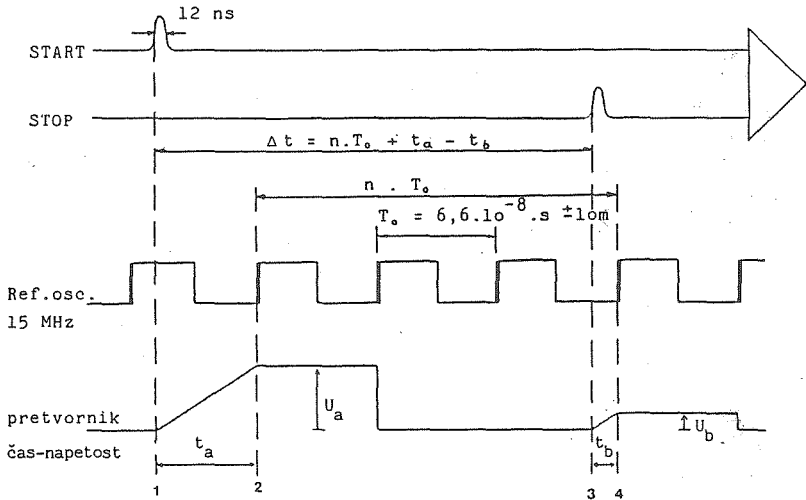 12 ns
START
STOP
Δt = n.T₀ + tₐ - t_b
n . T₀
T₀ = 6,6.10⁻⁸.s ±10m
Ref.osc.
15 MHz
Uₐ
pretvornik
U_b
čas-napetost
tₐ
t_b
1 2 3 4